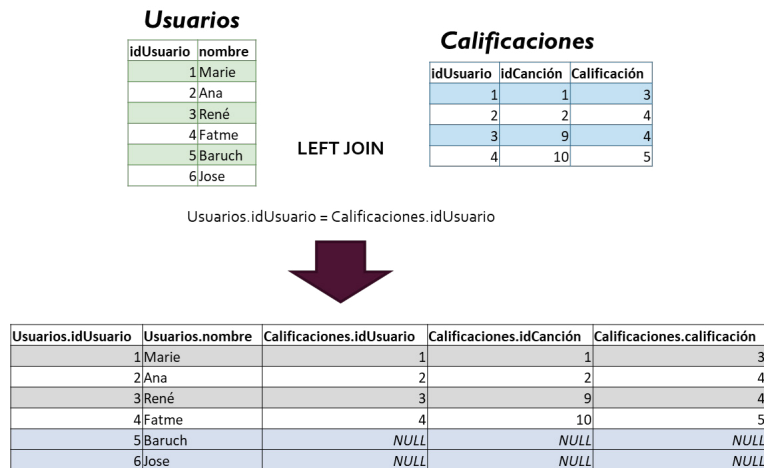 Usuarios
idUsuario nombre
1 Marie
2 Ana
3 René
4 Fatme
5 Baruch
6 Jose
LEFT JOIN
Calificaciones
idUsuario idCanción Calificación
1 1 3
2 2 4
3 9 4
4 10 5
Usuarios.idUsuario = Calificaciones.idUsuario
Usuarios.idUsuario Usuarios.nombre Calificaciones.idUsuario Calificaciones.idCanción Calificaciones.calificación
1 Marie 1 1 3
2 Ana 2 2 4
3 René 3 9 4
4 Fatme 4 10 5
5 Baruch NULL NULL NULL
6 Jose NULL NULL NULL